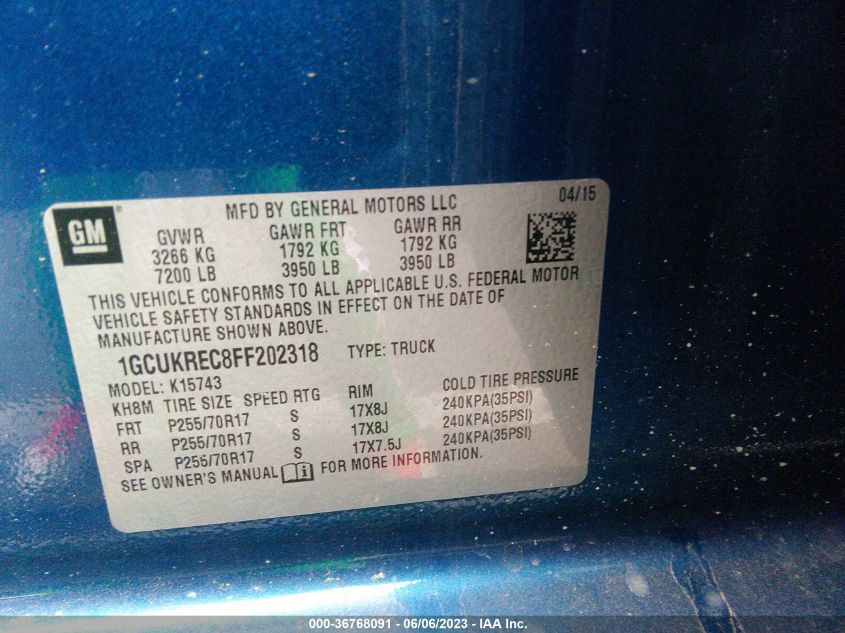 GM
®
MFD BY GENERAL MOTORS LLC
04/15
GVWR GAWR FRT GAWR RR
3266 KG 1792 KG 1792 KG
7200 LB 3950 LB 3950 LB
THIS VEHICLE CONFORMS TO ALL APPLICABLE U.S. FEDERAL MOTOR
VEHICLE SAFETY STANDARDS IN EFFECT ON THE DATE OF
MANUFACTURE SHOWN ABOVE.
1GCUKREC8FF202318 TYPE: TRUCK
MODEL: K15743
KH8M TIRE SIZE SPEED RTG RIM COLD TIRE PRESSURE
FRT P255/70R17 S 17X8J 240KPA(35PSI)
RR P255/70R17 S 17X8J 240KPA(35PSI)
SPA P255/70R17 S 17X7.5J 240KPA(35PSI)
SEE OWNER'S MANUAL FOR MORE INFORMATION.
000-36768091 - 06/06/2023 - IAA Inc.